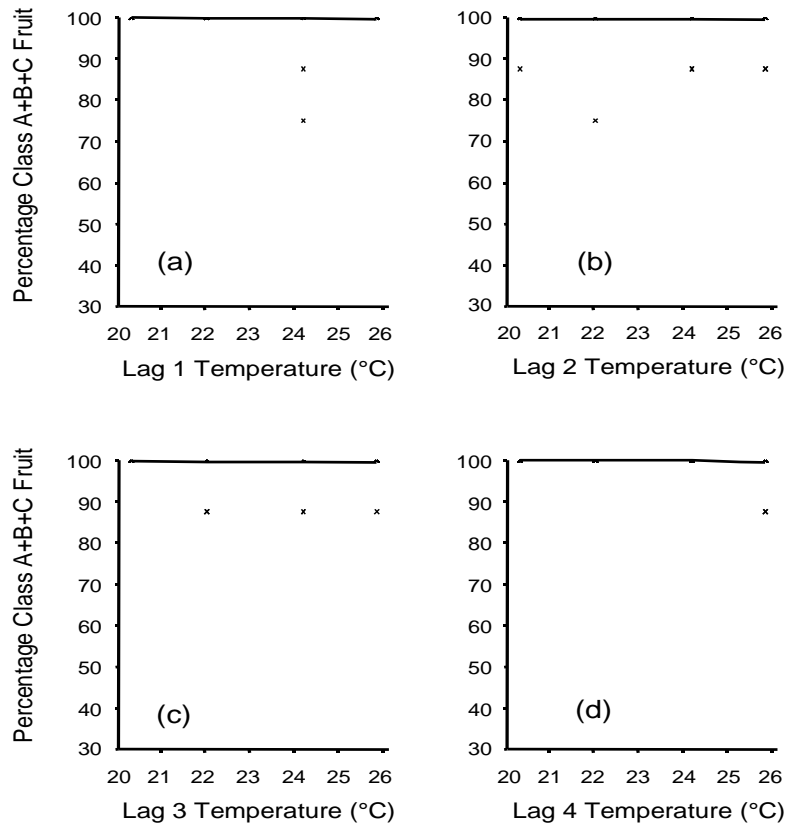 Percentage Class A+B+C Fruit
100
90
80
70
60
50
40
30
(a)
20 21 22 23 24 25 26
Lag 1 Temperature (°C)
100
90
80
70
60
50
40
30
(b)
20 21 22 23 24 25 26
Lag 2 Temperature (°C)
Percentage Class A+B+C Fruit
100
90
80
70
60
50
40
30
(c)
20 21 22 23 24 25 26
Lag 3 Temperature (°C)
100
90
80
70
60
50
40
30
(d)
20 21 22 23 24 25 26
Lag 4 Temperature (°C)